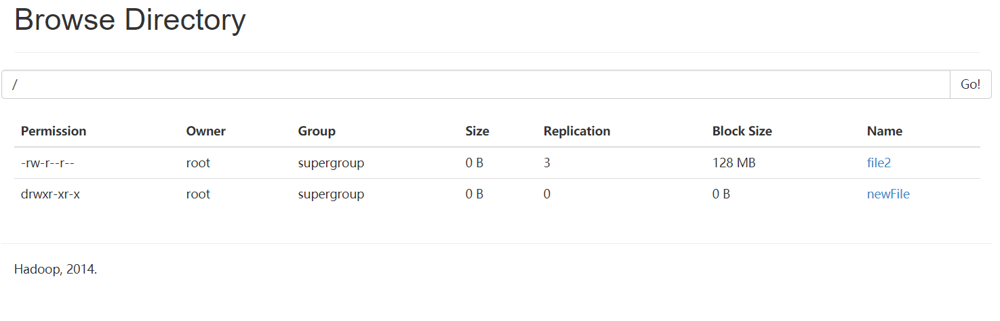 Browse Directory
/ Go!
Permission Owner Group Size Replication Block Size Name
-rw-r--r-- root supergroup 0 B 3 128 MB file2
drwxr-xr-x root supergroup 0 B 0 0 B newFile
Hadoop, 2014.